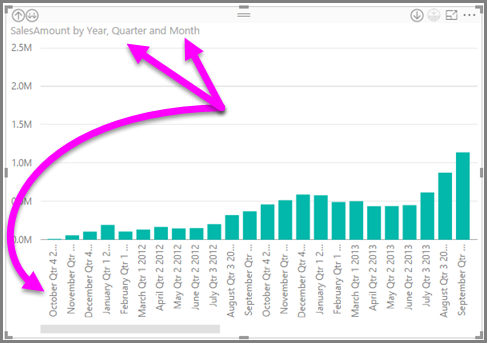 SalesAmount by Year, Quarter and Month
2.5M
2.0M
1.5M
1.0M
0.5M
0.0M
October Qtr 4 2...
November Qtr ...
December Qtr 4...
January Qtr 1 2...
February Qtr 1 ...
March Qtr 1 2012
April Qtr 2 2012
May Qtr 2 2012
June Qtr 2 2012
July Qtr 3 2012
August Qtr 3 20...
September Qtr ...
October Qtr 4 2...
November Qtr ...
December Qtr 4...
January Qtr 1 2...
February Qtr 1 ...
March Qtr 1 2013
April Qtr 2 2013
May Qtr 2 2013
June Qtr 2 2013
July Qtr 3 2013
August Qtr 3 20...
September Qtr ...